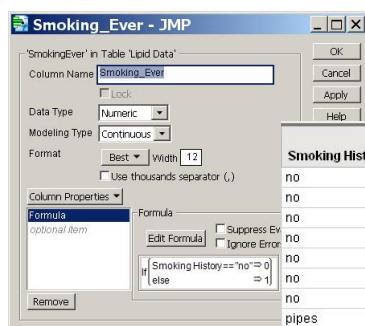 Smoking_Ever - JMP
'SmokingEver' in Table 'Lipid Data'
OK
Column Name Smoking_Ever
Cancel
Lock
Apply
Data Type Numeric
Help
Modeling Type Continuous
Format Best Width 12
Use thousands separator (,)
Column Properties
Formula
optional item
Formula
Edit Formula
Suppress Ev
Ignore Error
If Smoking History=="no" ⇒ 0
else ⇒ 1
Remove
Smoking Hist
no
no
no
no
no
no
pipes